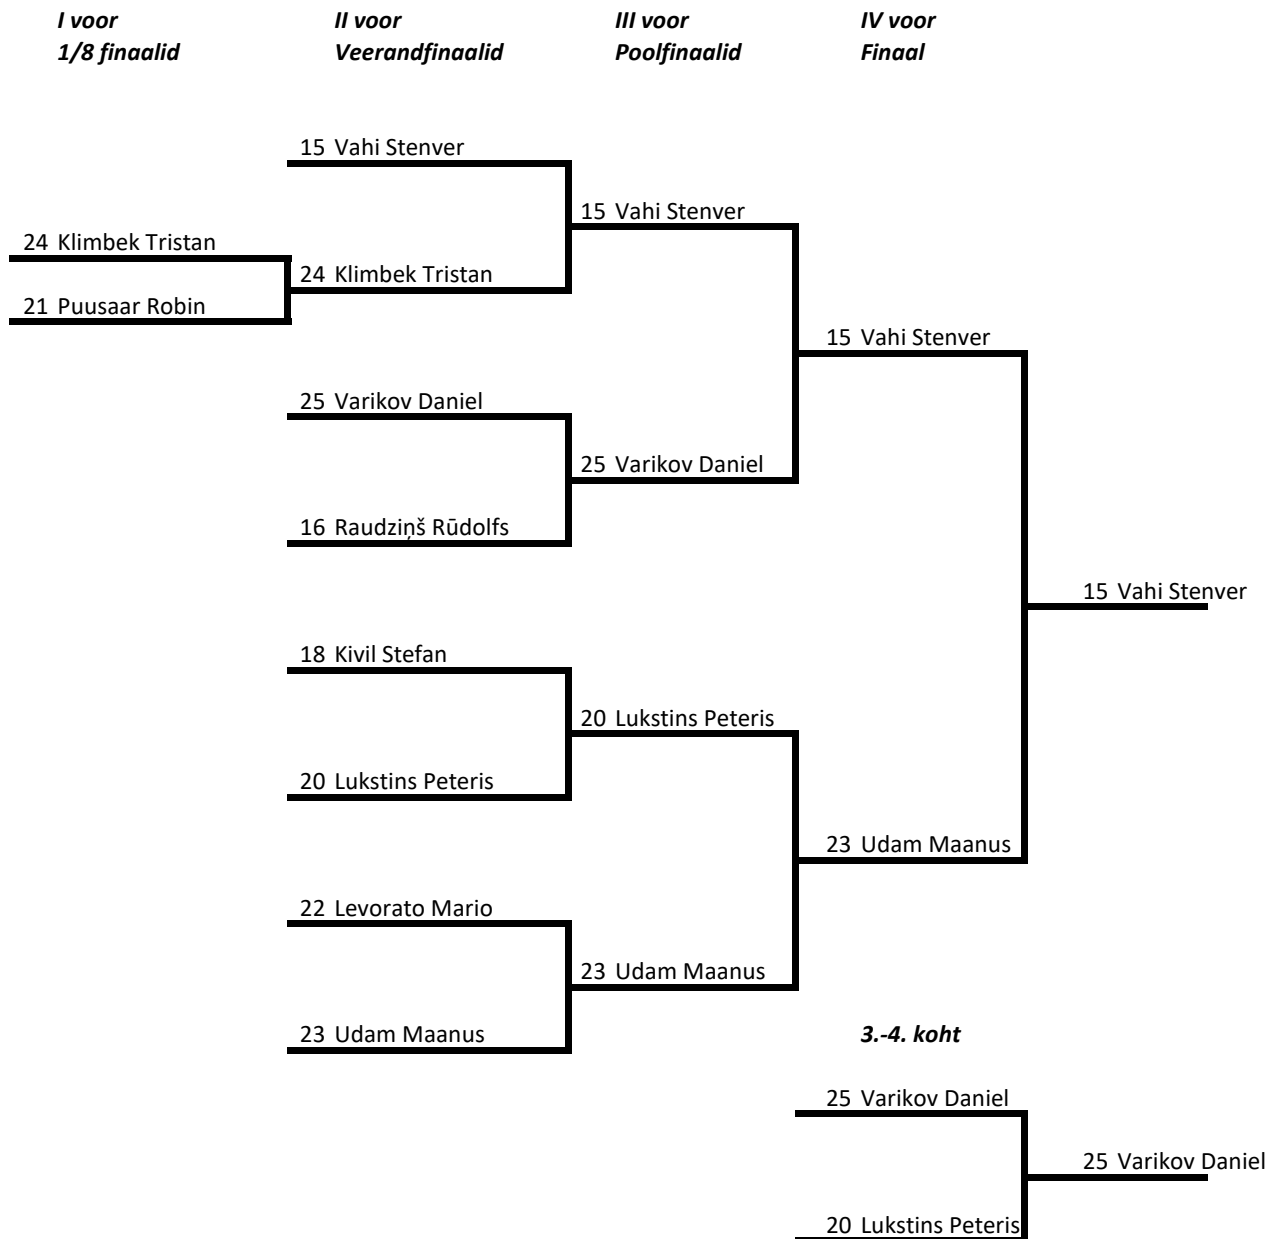 I voor II voor III voor IV voor
1/8 finaalid Veerandfinaalid Poolfinaalid Finaal
15 Vahi Stenver
15 Vahi Stenver
24 Klimbek Tristan
24 Klimbek Tristan
21 Puusaar Robin
15 Vahi Stenver
25 Varikov Daniel
25 Varikov Daniel
16 Raudziņš Rūdolfs
15 Vahi Stenver
18 Kivil Stefan
20 Lukstins Peteris
20 Lukstins Peteris
23 Udam Maanus
22 Levorato Mario
23 Udam Maanus
23 Udam Maanus
3.-4. koht
25 Varikov Daniel
25 Varikov Daniel
20 Lukstins Peteris